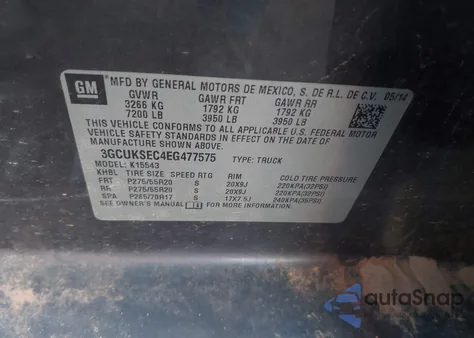 GM
MFD BY GENERAL MOTORS DE MEXICO, S. DE R.L. DE C.V. 05/14
GVWR GAWR FRT GAWR RR
3266 KG 1792 KG 1792 KG
7200 LB 3950 LB 3950 LB
THIS VEHICLE CONFORMS TO ALL APPLICABLE U.S. FEDERAL
MOTOR VEHICLE SAFETY STANDARDS IN EFFECT ON THE DATE OF
MANUFACTURE SHOWN ABOVE.
3GCUKSEC4EG477575 TYPE: TRUCK
MODEL: K15543
KHBL TIRE SIZE SPEED RTG RIM COLD TIRE PRESSURE
FRT P275/55R20 S 20X9J 220KPA(32PSI)
RR P275/55R20 S 20X9J 220KPA(32PSI)
SPA P265/70R17 S 17X7.5J 240KPA(35PSI)
SEE OWNER'S MANUAL FOR MORE INFORMATION.
autoSnap